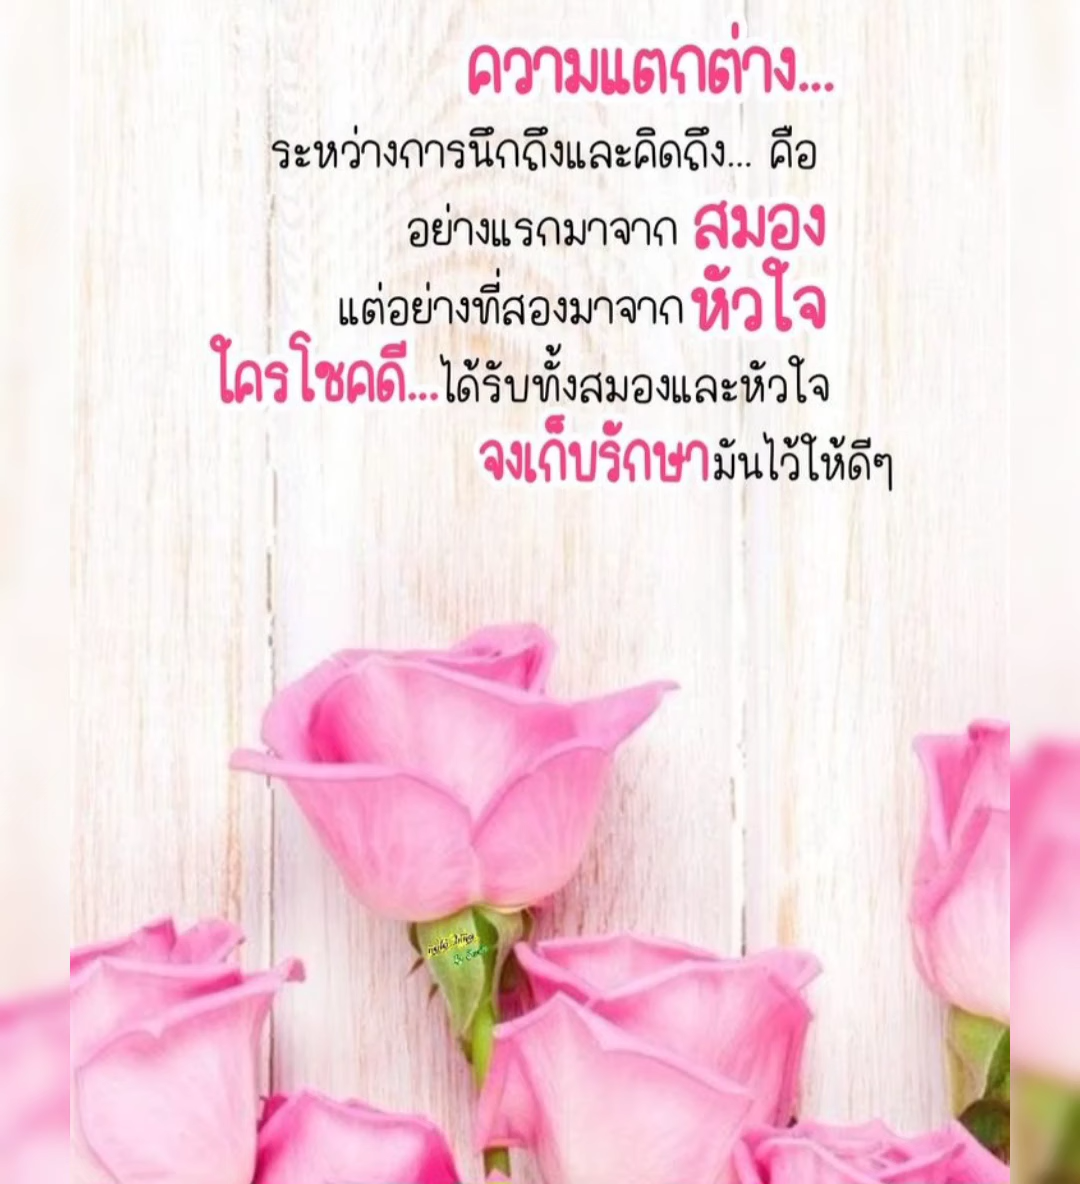 ความแตกต่าง...
ระหว่างการนึกถึงและคิดถึง... คือ
อย่างแรกมาจาก สมอง
แต่อย่างที่สองมาจากหัวใจ
ใครโชคดี...ได้รับทั้งสมองและหัวใจ
จงเก็บรักษามันไว้ให้ดีๆ